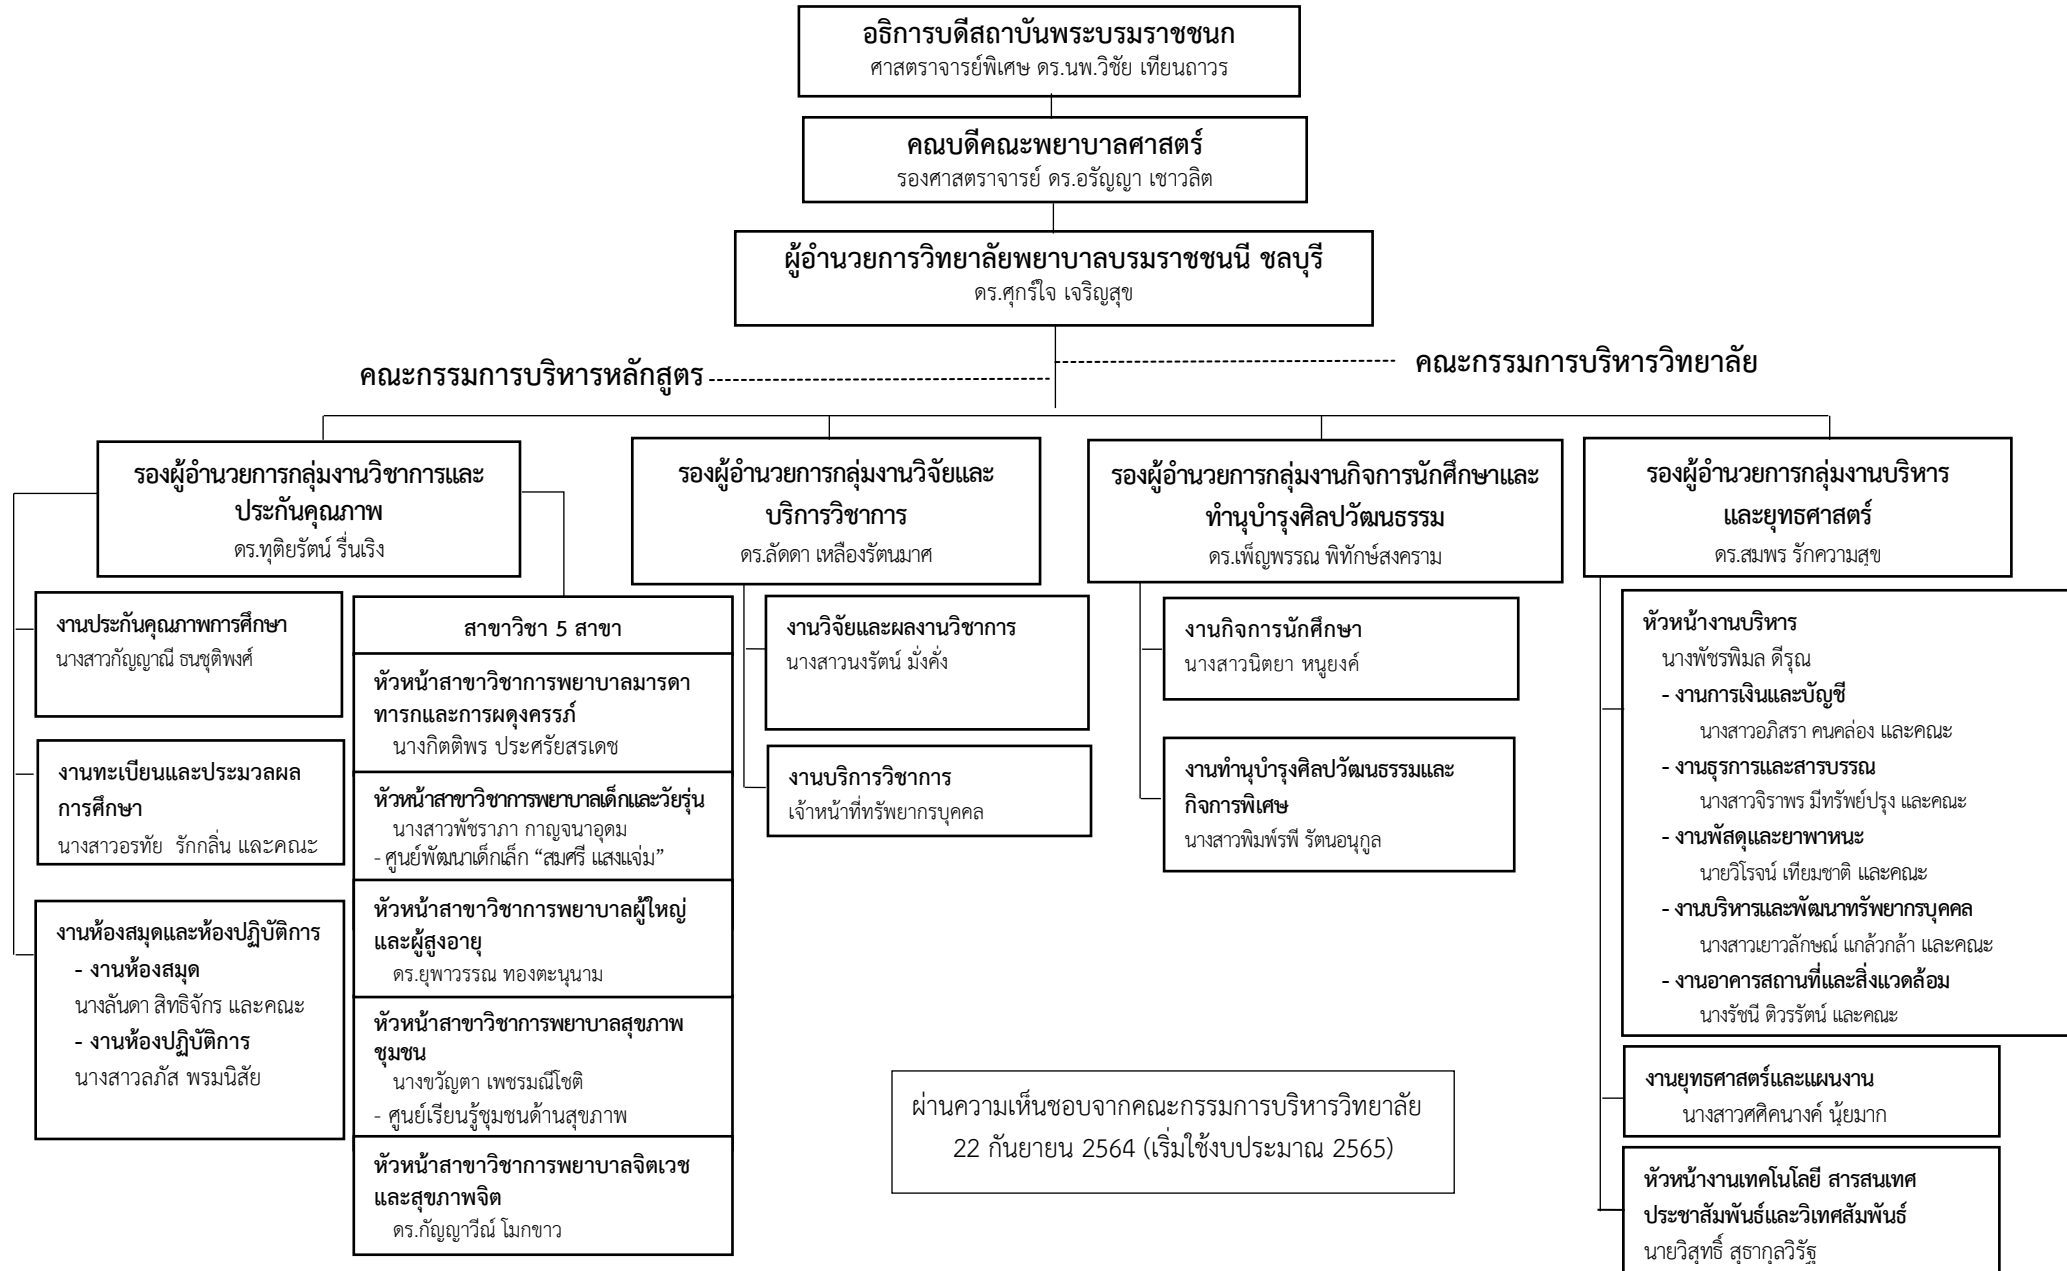 อธิการบดีสถาบันพระบรมราชชนก
ศาสตราจารย์พิเศษ ดร.นพ.วิชัย เทียนถาวร
คณบดีคณะพยาบาลศาสตร์
รองศาสตราจารย์ ดร.อรัญญา เชาวลิต
ผู้อำนวยการวิทยาลัยพยาบาลบรมราชชนนี ชลบุรี
ดร.ศุกร์ใจ เจริญสุข
คณะกรรมการบริหารหลักสูตร
คณะกรรมการบริหารวิทยาลัย
รองผู้อำนวยการกลุ่มงานวิชาการและ
ประกันคุณภาพ
ดร.ทุติยรัตน์ รื่นเริง
รองผู้อำนวยการกลุ่มงานวิจัยและ
บริการวิชาการ
ดร.ลัดดา เหลืองรัตนมาศ
รองผู้อำนวยการกลุ่มงานกิจการนักศึกษาและ
ทำนุบำรุงศิลปวัฒนธรรม
ดร.เพ็ญพรรณ พิทักษ์สงคราม
รองผู้อำนวยการกลุ่มงานบริหาร
และยุทธศาสตร์
ดร.สมพร รักความสุข
งานประกันคุณภาพการศึกษา
นางสาวกัญญาณี ธนชุติพงศ์
งานทะเบียนและประมวลผล
การศึกษา
นางสาวอรทัย รักกลิ่น และคณะ
งานห้องสมุดและห้องปฏิบัติการ
- งานห้องสมุด
นางลันดา สิทธิจักร และคณะ
- งานห้องปฏิบัติการ
นางสาวลภัส พรมนิสัย
สาขาวิชา 5 สาขา
หัวหน้าสาขาวิชาการพยาบาลมารดา
ทารกและการผดุงครรภ์
นางกิตติพร ประศรัยสรเดช
หัวหน้าสาขาวิชาการพยาบาลเด็กและวัยรุ่น
นางสาวพัชราภา กาญจนาอุดม
- ศูนย์พัฒนาเด็กเล็ก “สมศรี แสงแจ่ม”
หัวหน้าสาขาวิชาการพยาบาลผู้ใหญ่
และผู้สูงอายุ
ดร.ยุพาวรรณ ทองตะนุนาม
หัวหน้าสาขาวิชาการพยาบาลสุขภาพ
ชุมชน
นางขวัญตา เพชรมณีโชติ
- ศูนย์เรียนรู้ชุมชนด้านสุขภาพ
หัวหน้าสาขาวิชาการพยาบาลจิตเวช
และสุขภาพจิต
ดร.กัญญาวีณ์ โมกขาว
งานวิจัยและผลงานวิชาการ
นางสาวนงรัตน์ มั่งคั่ง
งานบริการวิชาการ
เจ้าหน้าที่ทรัพยากรบุคคล
งานกิจการนักศึกษา
นางสาวนิตยา หนูยงค์
งานทำนุบำรุงศิลปวัฒนธรรมและ
กิจการพิเศษ
นางสาวพิมพ์รพี รัตนอนุกูล
หัวหน้างานบริหาร
นางพัชรพิมล ดีรุณ
- งานการเงินและบัญชี
นางสาวอภิสรา คนคล่อง และคณะ
- งานธุรการและสารบรรณ
นางสาวจิราพร มีทรัพย์ปรุง และคณะ
- งานพัสดุและยาพาหนะ
นายวิโรจน์ เทียมชาติ และคณะ
- งานบริหารและพัฒนาทรัพยากรบุคคล
นางสาวเยาวลักษณ์ แกล้วกล้า และคณะ
- งานอาคารสถานที่และสิ่งแวดล้อม
นางรัชนี ติวรรัตน์ และคณะ
งานยุทธศาสตร์และแผนงาน
นางสาวศศิคนางค์ นุ้ยมาก
หัวหน้างานเทคโนโลยี สารสนเทศ
ประชาสัมพันธ์และวิเทศสัมพันธ์
นายวิสุทธิ์ สุธากุลวิรัฐ
ผ่านความเห็นชอบจากคณะกรรมการบริหารวิทยาลัย
22 กันยายน 2564 (เริ่มใช้งบประมาณ 2565)